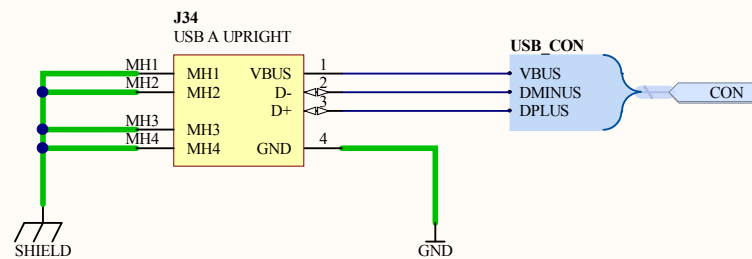 J34
USB A UPRIGHT
USB_CON
MH1 MH1 VBUS 1 VBUS
MH2 MH2 D- 2 DMINUS CON
D+ 3 DPLUS
MH3 MH3
MH4 MH4 GND 4
SHIELD GND